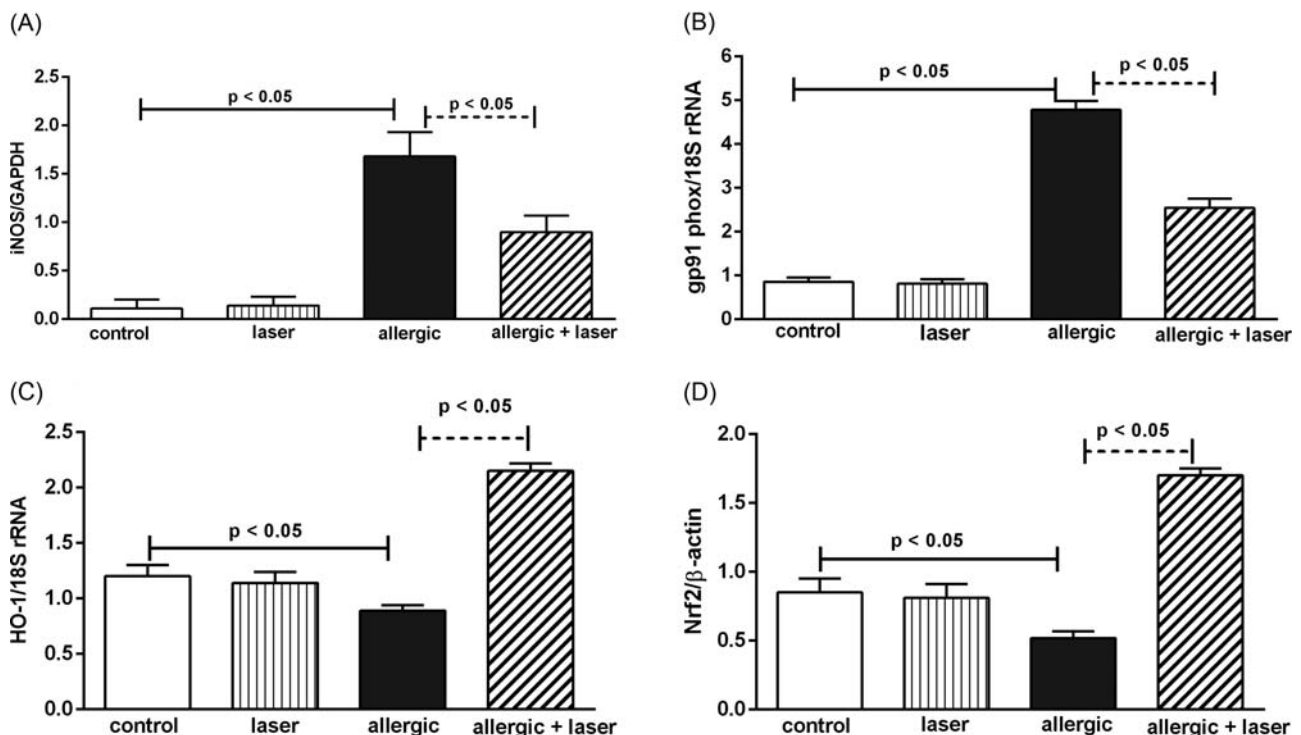 (A)
iNOS/GAPDH
2.5
2.0
1.5
1.0
0.5
0.0
p < 0.05
p < 0.05
control
laser
allergic
allergic + laser
(B)
gp91 phox/18S rRNA
6
5
4
3
2
1
0
p < 0.05
p < 0.05
control
laser
allergic
allergic + laser
(C)
HO-1/18S rRNA
2.5
2.0
1.5
1.0
0.5
0.0
p < 0.05
p < 0.05
control
laser
allergic
allergic + laser
(D)
Nrf2/β-actin
2.0
1.5
1.0
0.5
0.0
p < 0.05
p < 0.05
control
laser
allergic
allergic + laser